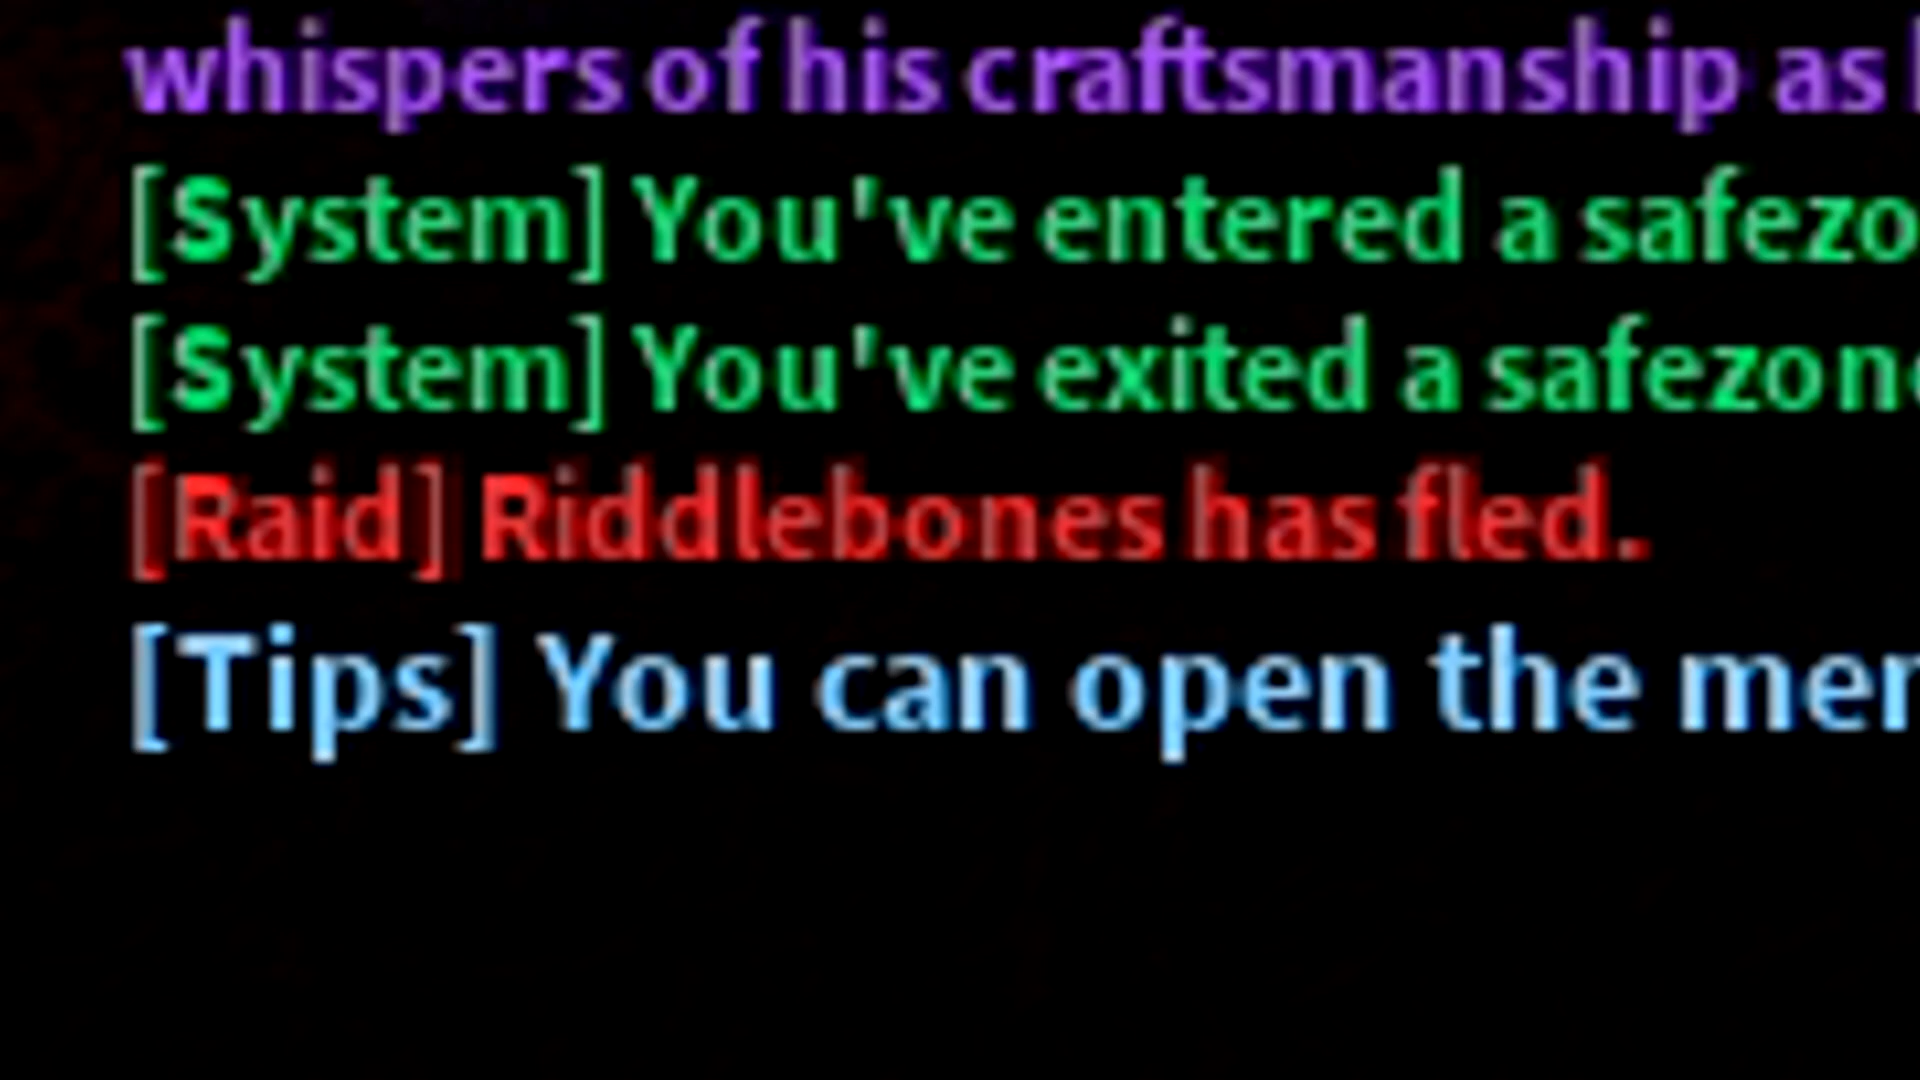 whispers of his craftsmanship as
[System] You've entered a safezo
[System] You've exited a safezone
[Raid] Riddlebones has fled.
[Tips] You can open the mer